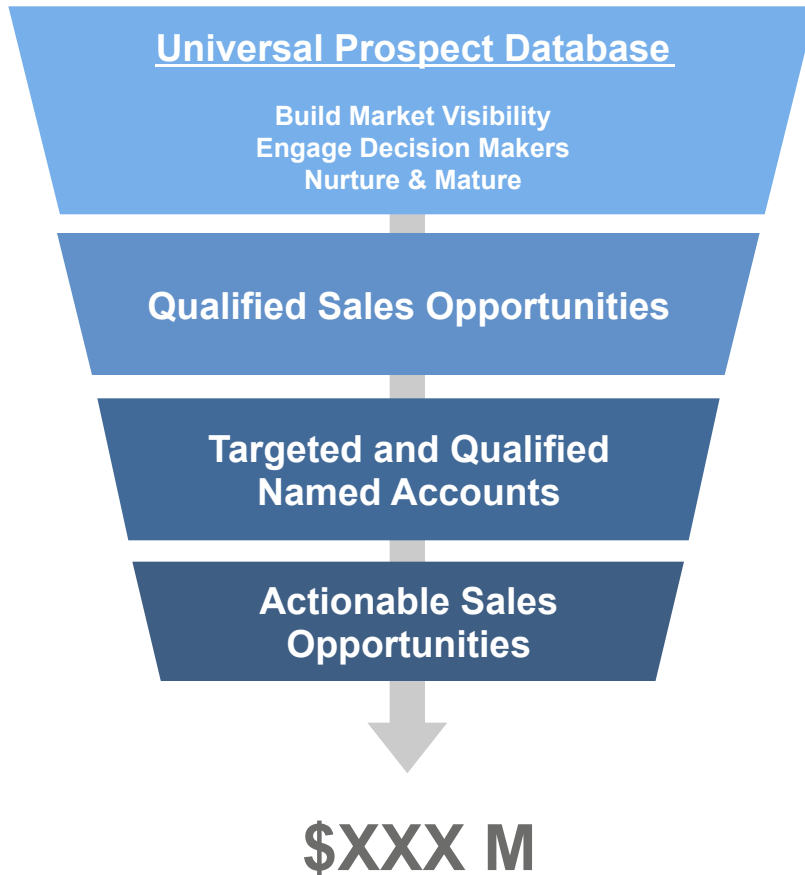 Universal Prospect Database
Build Market Visibility
Engage Decision Makers
Nurture & Mature
Qualified Sales Opportunities
Targeted and Qualified
Named Accounts
Actionable Sales
Opportunities
$XXX M